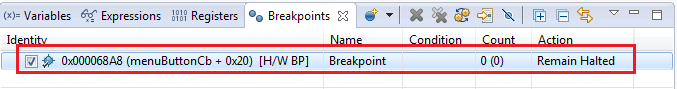 (x)= Variables Expressions 1010 0101 Registers Breakpoints
Identity Name Condition Count Action
0x000068A8 (menuButtonCb + 0x20) [H/W BP] Breakpoint 0 (0) Remain Halted